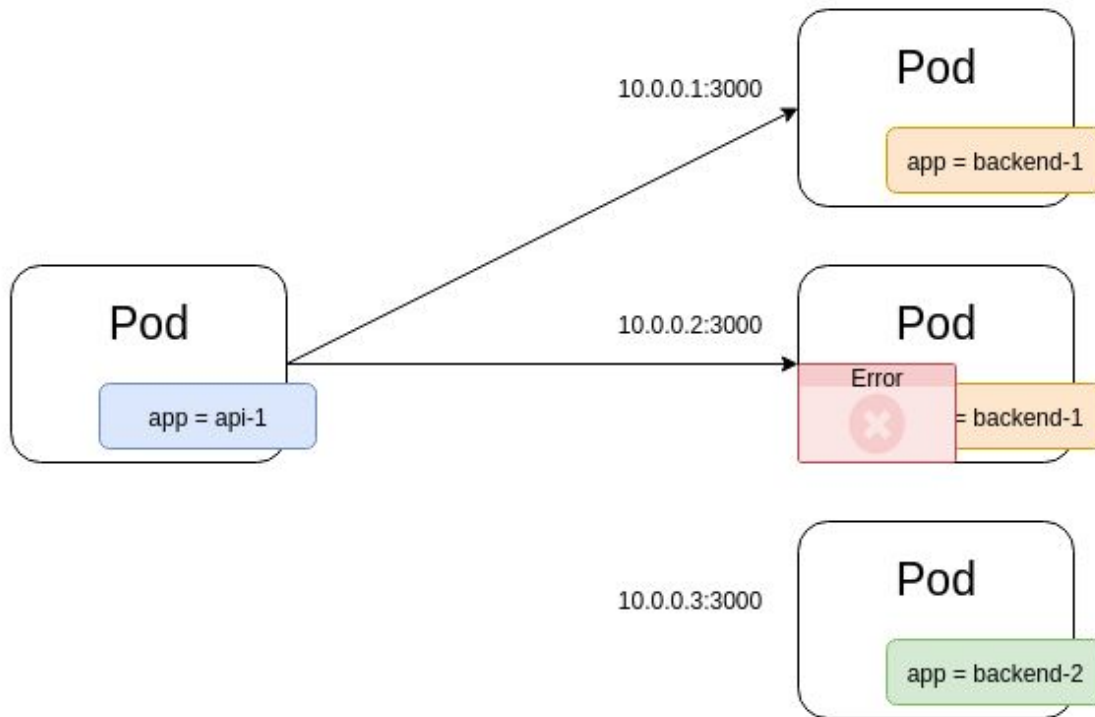 Pod
10.0.0.1:3000
app = backend-1
Pod
10.0.0.2:3000
Pod
Error
app = api-1
= backend-1
Pod
10.0.0.3:3000
app = backend-2